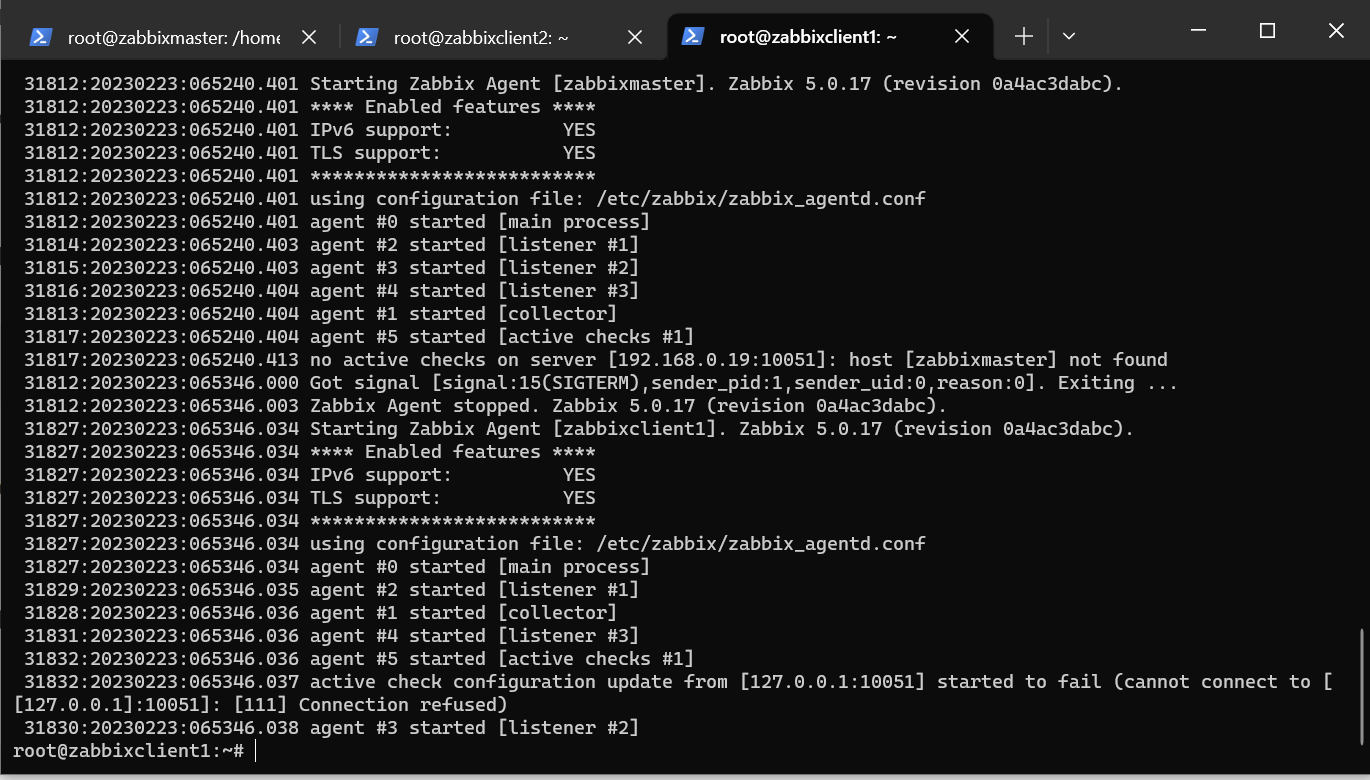 root@zabbixmaster: /home
root@zabbixclient2: ~
root@zabbixclient1: ~
31812:20230223:065240.401 Starting Zabbix Agent [zabbixmaster]. Zabbix 5.0.17 (revision 0a4ac3dabc).
31812:20230223:065240.401 **** Enabled features ****
31812:20230223:065240.401 IPv6 support:          YES
31812:20230223:065240.401 TLS support:           YES
31812:20230223:065240.401 **************************
31812:20230223:065240.401 using configuration file: /etc/zabbix/zabbix_agentd.conf
31812:20230223:065240.401 agent #0 started [main process]
31814:20230223:065240.403 agent #2 started [listener #1]
31815:20230223:065240.403 agent #3 started [listener #2]
31816:20230223:065240.404 agent #4 started [listener #3]
31813:20230223:065240.404 agent #1 started [collector]
31817:20230223:065240.404 agent #5 started [active checks #1]
31817:20230223:065240.413 no active checks on server [192.168.0.19:10051]: host [zabbixmaster] not found
31812:20230223:065346.000 Got signal [signal:15(SIGTERM),sender_pid:1,sender_uid:0,reason:0]. Exiting ...
31812:20230223:065346.003 Zabbix Agent stopped. Zabbix 5.0.17 (revision 0a4ac3dabc).
31827:20230223:065346.034 Starting Zabbix Agent [zabbixclient1]. Zabbix 5.0.17 (revision 0a4ac3dabc).
31827:20230223:065346.034 **** Enabled features ****
31827:20230223:065346.034 IPv6 support:          YES
31827:20230223:065346.034 TLS support:           YES
31827:20230223:065346.034 **************************
31827:20230223:065346.034 using configuration file: /etc/zabbix/zabbix_agentd.conf
31827:20230223:065346.034 agent #0 started [main process]
31829:20230223:065346.035 agent #2 started [listener #1]
31828:20230223:065346.036 agent #1 started [collector]
31831:20230223:065346.036 agent #4 started [listener #3]
31832:20230223:065346.036 agent #5 started [active checks #1]
31832:20230223:065346.037 active check configuration update from [127.0.0.1:10051] started to fail (cannot connect to [
[127.0.0.1]:10051]: [111] Connection refused)
31830:20230223:065346.038 agent #3 started [listener #2]
root@zabbixclient1:~#